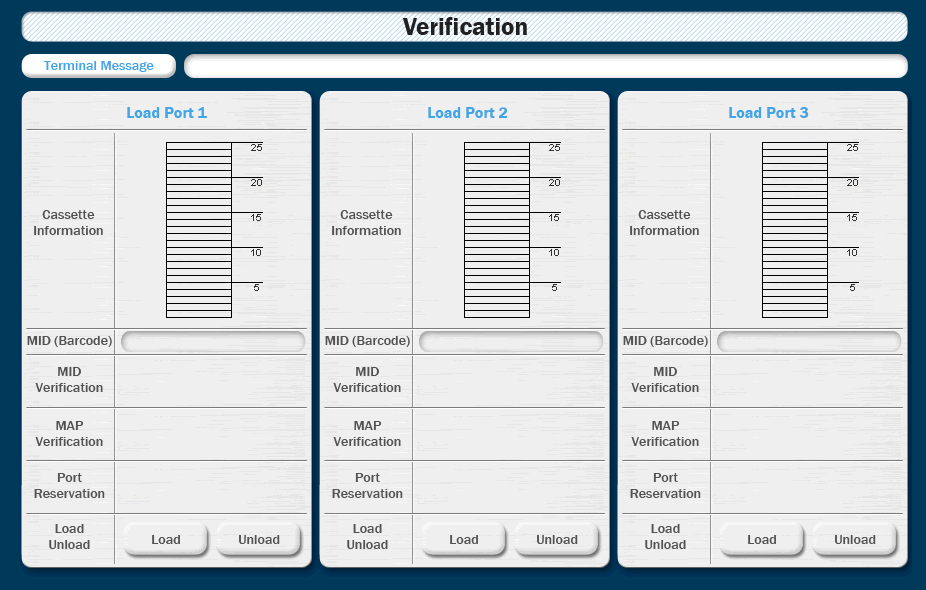 Verification
Terminal Message
Load Port 1
25
20
15
10
5
Cassette
Information
MID (Barcode)
MID
Verification
MAP
Verification
Port
Reservation
Load
Unload
Load
Unload
Load Port 2
25
20
15
10
5
Cassette
Information
MID (Barcode)
MID
Verification
MAP
Verification
Port
Reservation
Load
Unload
Load
Unload
Load Port 3
25
20
15
10
5
Cassette
Information
MID (Barcode)
MID
Verification
MAP
Verification
Port
Reservation
Load
Unload
Load
Unload